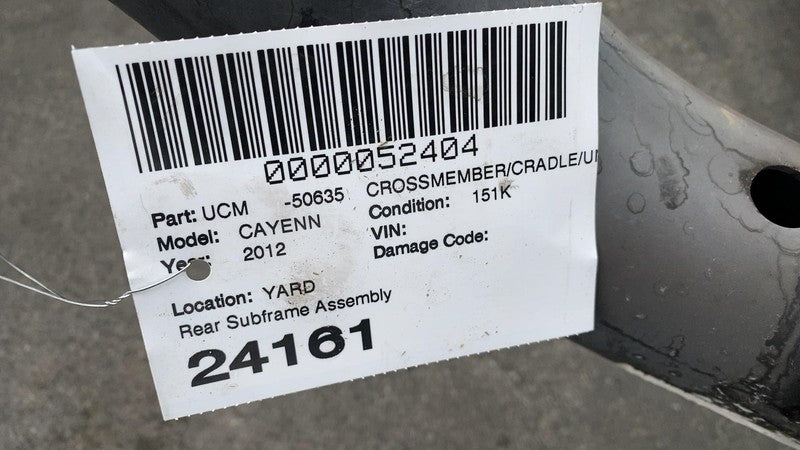 0000052404
Part: UCM -50635 CROSSMEMBER/CRADLE/U
Model: CAYENN Condition: 151K
Year: 2012 VIN:
Damage Code:
Location: YARD
Rear Subframe Assembly
24161